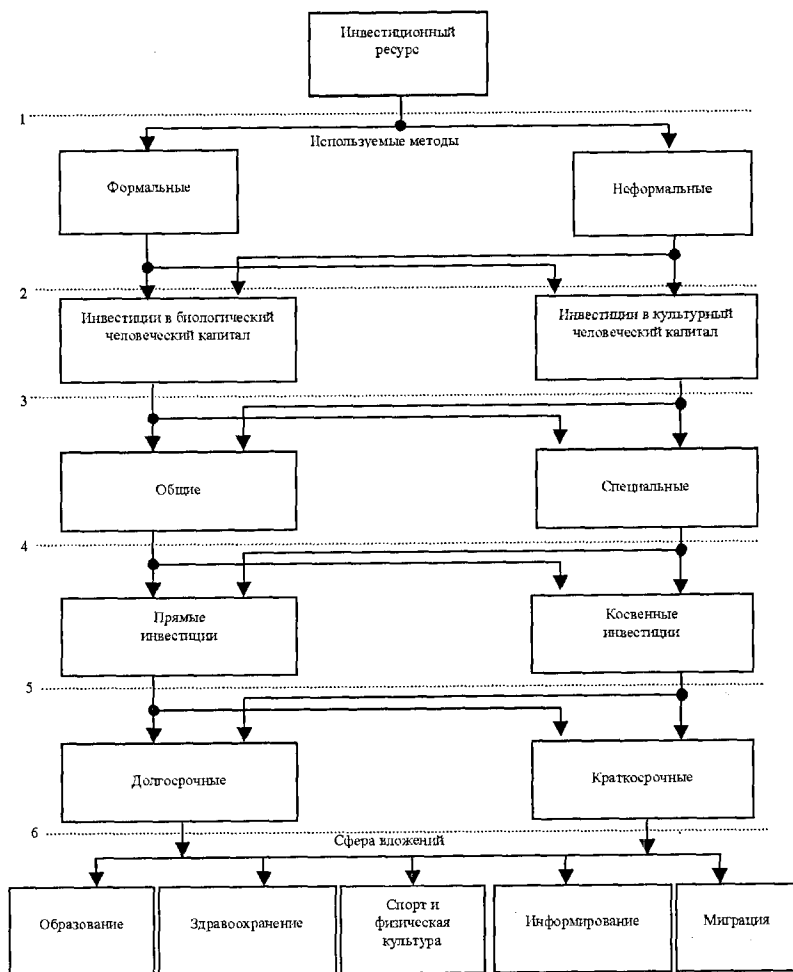 Инвестиционный
ресурс
1
Используемые методы
Формальные
Неформальные
2
Инвестиции в биологический
человеческий капитал
Инвестиции в культурный
человеческий капитал
3
Общие
Специальные
4
Прямые
инвестиции
Косвенные
инвестиции
5
Долгосрочные
Краткосрочные
6
Сфера вложений
Образование
Здравоохранение
Спорт и
физическая
культура
Информирование
Миграция